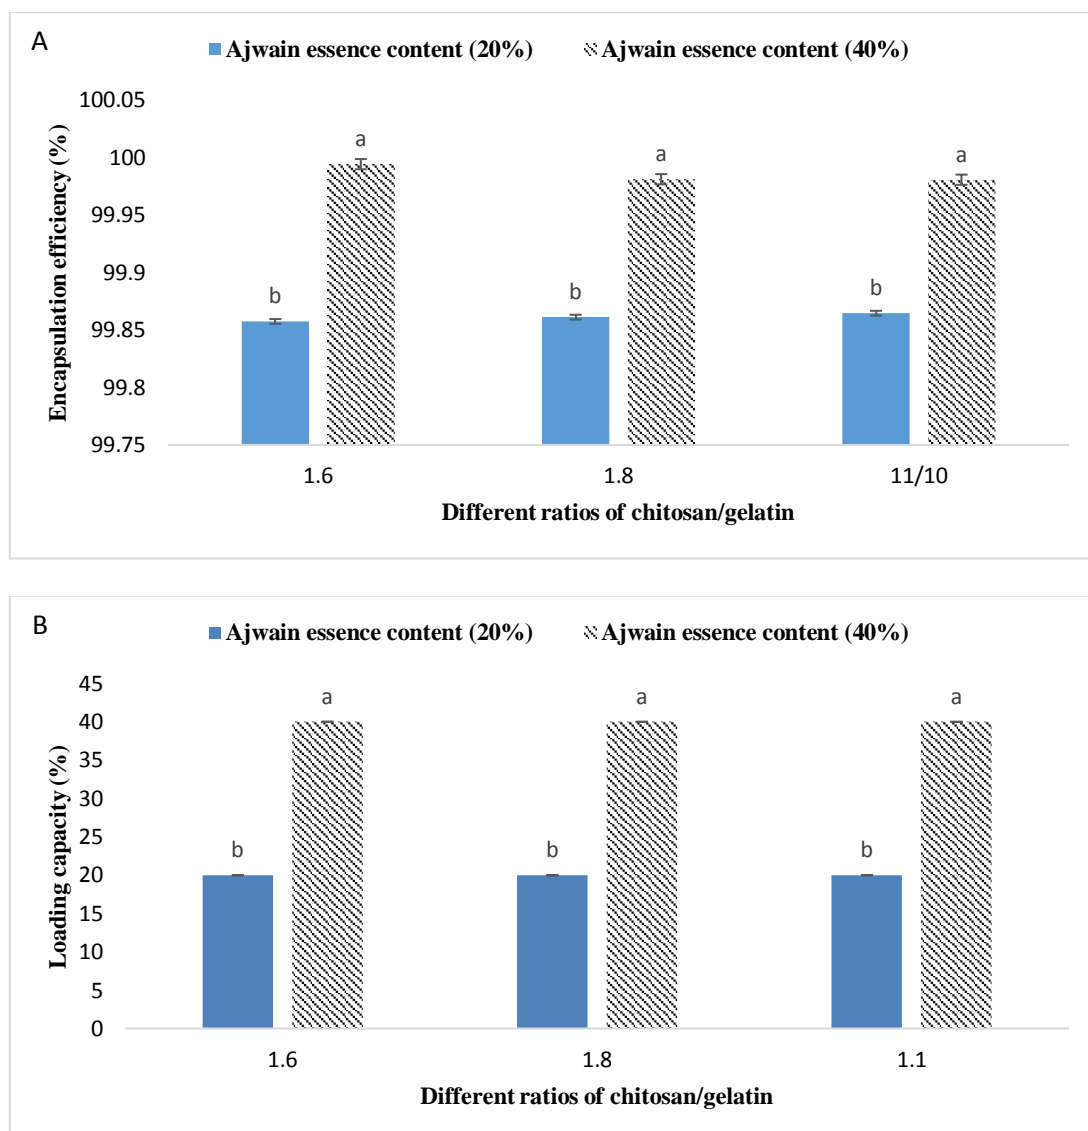 A
Ajwain essence content (20%) Ajwain essence content (40%)
Encapsulation efficiency (%)
100.05
100
99.95
99.9
99.85
99.8
99.75
b a b a b a
1.6 1.8 11/10
Different ratios of chitosan/gelatin
B
Ajwain essence content (20%) Ajwain essence content (40%)
Loading capacity (%)
45
40
35
30
25
20
15
10
5
0
b a b a b a
1.6 1.8 1.1
Different ratios of chitosan/gelatin